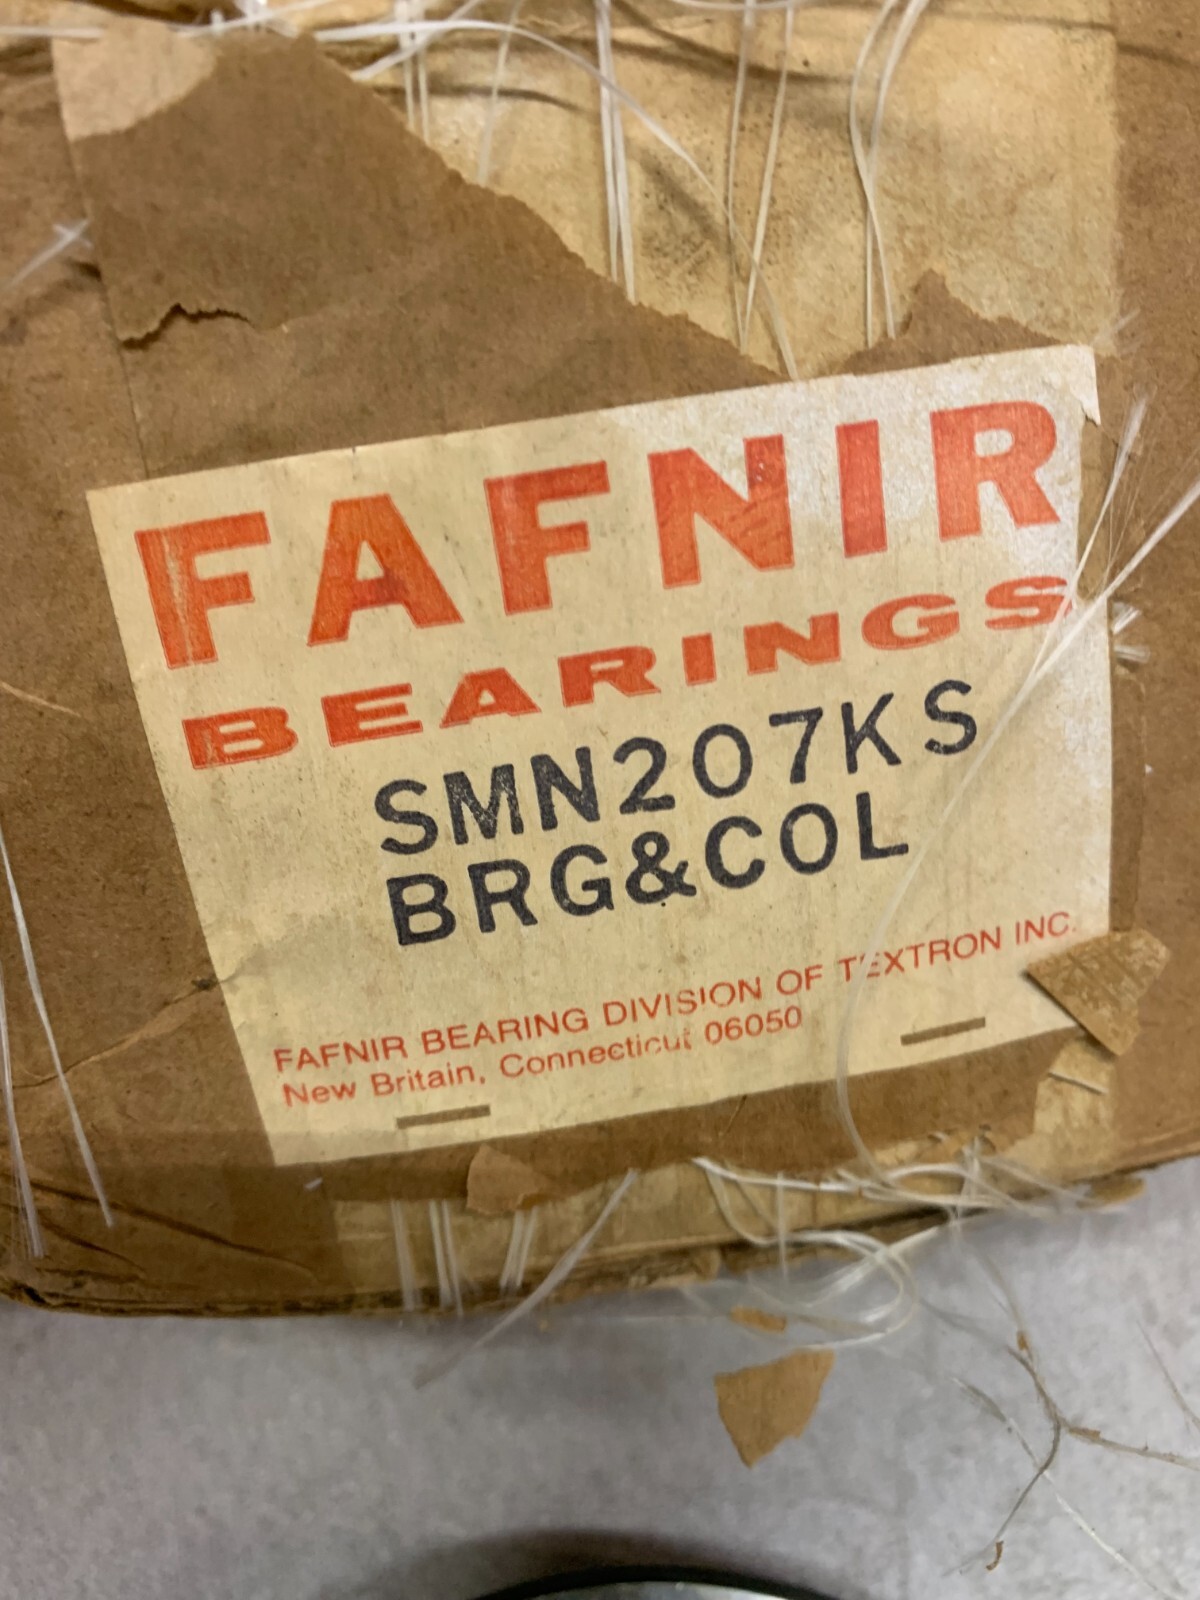 FAFNIR
BEARINGS
SMN207KS
BRG&COL
FAFNIR BEARING DIVISION OF TEXTRON INC.
New Britain, Connecticut 06050